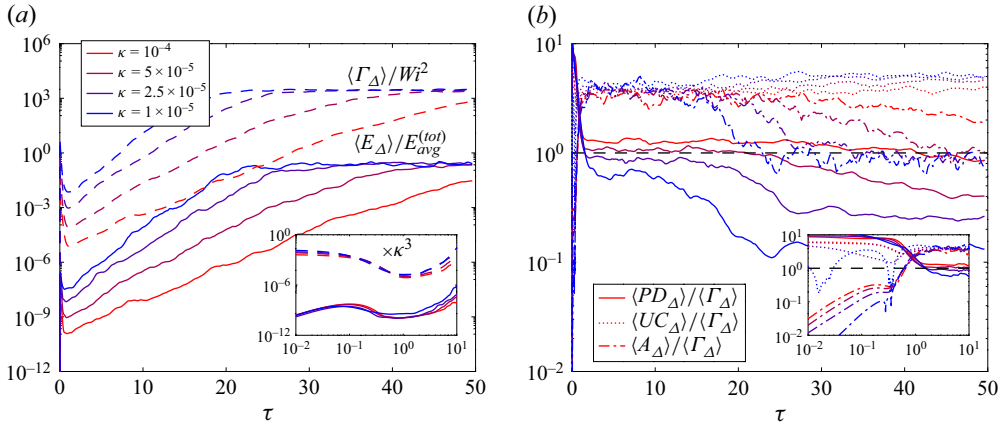 (a)
10^6
10^3
10^0
10^−3
10^−6
10^−9
10^−12
κ = 10^−4
κ = 5 × 10^−5
κ = 2.5 × 10^−5
κ = 1 × 10^−5
⟨Γ_Δ⟩/Wi^2
⟨E_Δ⟩/E_avg^(tot)
×κ^3
10^0
10^−6
10^−12
10^−2 10^−1 10^0 10^1
0 10 20 30 40 50
τ
(b)
10^1
10^0
10^−1
10^−2
⟨PD_Δ⟩/⟨Γ_Δ⟩
⟨UC_Δ⟩/⟨Γ_Δ⟩
⟨A_Δ⟩/⟨Γ_Δ⟩
10^1
10^0
10^−1
10^−2
10^−2 10^−1 10^0 10^1
0 10 20 30 40 50
τ